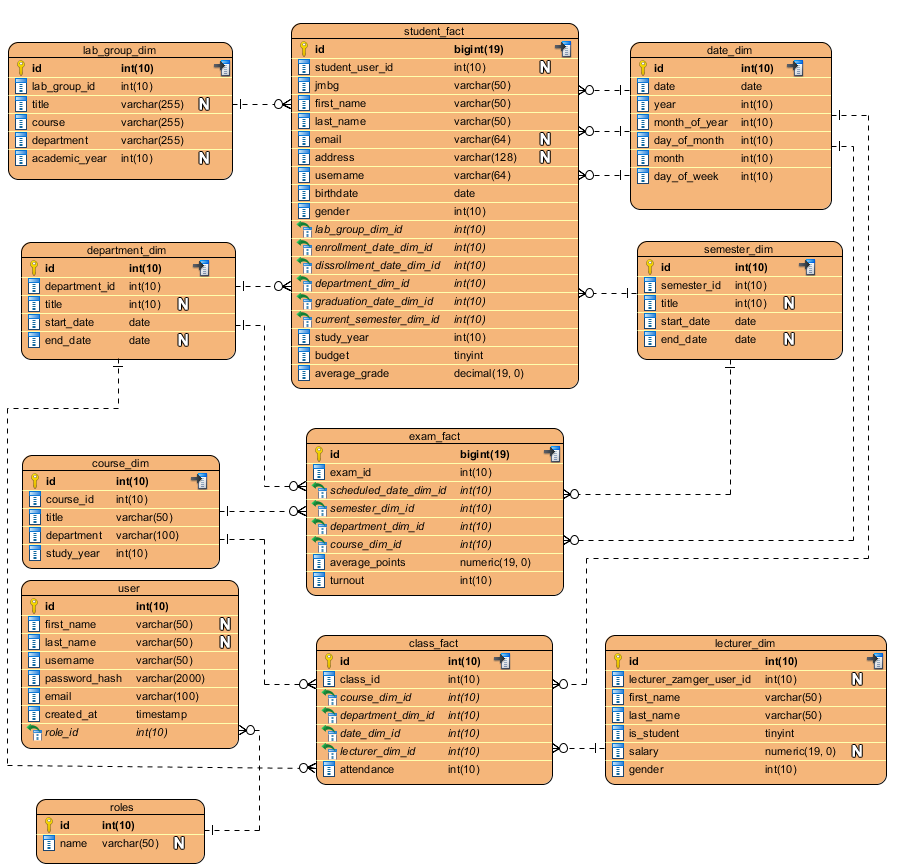 lab_group_dim
id int(10)
lab_group_id int(10)
title varchar(255) N
course varchar(255)
department varchar(255)
academic_year int(10) N
student_fact
id bigint(19)
student_user_id int(10) N
jmbg varchar(50)
first_name varchar(50)
last_name varchar(50)
email varchar(64) N
address varchar(128) N
username varchar(64)
birthdate date
gender int(10)
lab_group_dim_id int(10)
enrollment_date_dim_id int(10)
dissrollment_date_dim_id int(10)
department_dim_id int(10)
graduation_date_dim_id int(10)
current_semester_dim_id int(10)
study_year int(10)
budget tinyint
average_grade decimal(19, 0)
date_dim
id int(10)
date date
year int(10)
month_of_year int(10)
day_of_month int(10)
month int(10)
day_of_week int(10)
department_dim
id int(10)
department_id int(10)
title int(10) N
start_date date
end_date date N
semester_dim
id int(10)
semester_id int(10)
title int(10) N
start_date date
end_date date N
exam_fact
id bigint(19)
exam_id int(10)
scheduled_date_dim_id int(10)
semester_dim_id int(10)
department_dim_id int(10)
course_dim_id int(10)
average_points numeric(19, 0)
turnout int(10)
course_dim
id int(10)
course_id int(10)
title varchar(50)
department varchar(100)
study_year int(10)
user
id int(10)
first_name varchar(50) N
last_name varchar(50) N
username varchar(50)
password_hash varchar(2000)
email varchar(100)
created_at timestamp
role_id int(10)
class_fact
id int(10)
class_id int(10)
course_dim_id int(10)
department_dim_id int(10)
date_dim_id int(10)
lecturer_dim_id int(10)
attendance int(10)
lecturer_dim
id int(10)
lecturer_zamger_user_id int(10) N
first_name varchar(50)
last_name varchar(50)
is_student tinyint
salary numeric(19, 0) N
gender int(10)
roles
id int(10)
name varchar(50) N